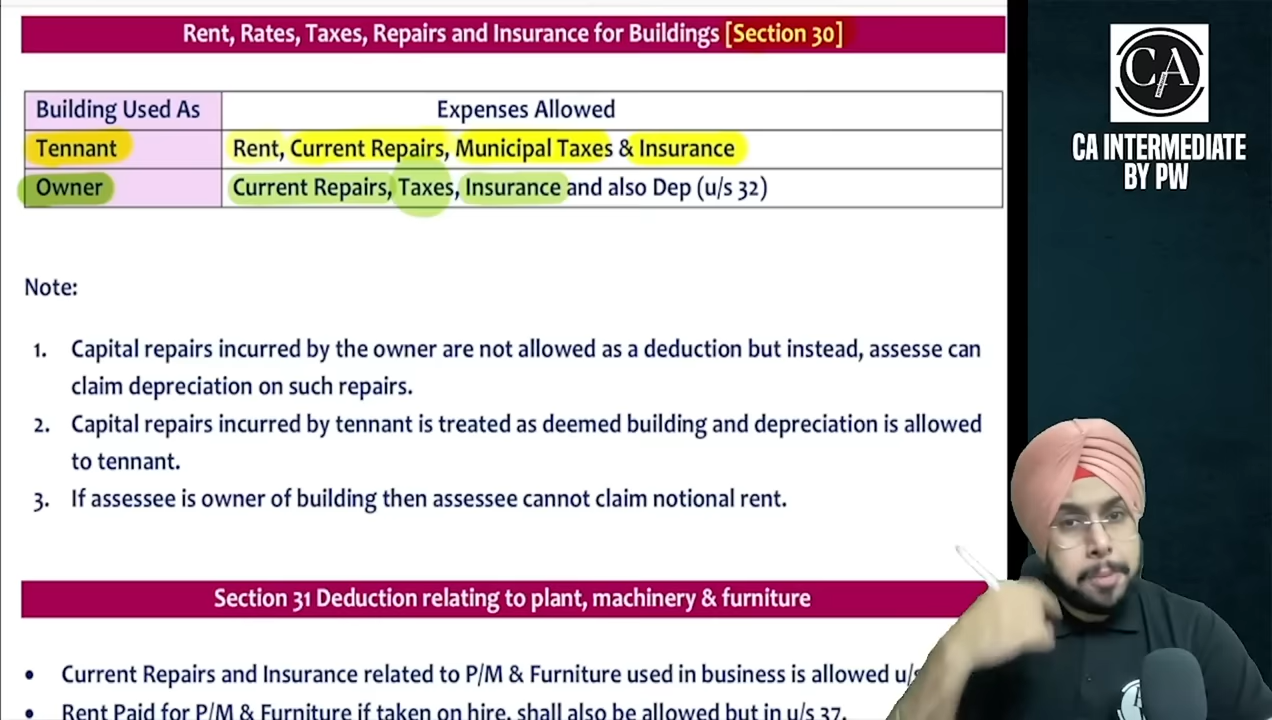 Rent, Rates, Taxes, Repairs and Insurance for Buildings [Section 30]
Building Used As Expenses Allowed
Tennant Rent, Current Repairs, Municipal Taxes & Insurance
Owner Current Repairs, Taxes, Insurance and also Dep (u/s 32)
Note:
1. Capital repairs incurred by the owner are not allowed as a deduction but instead, assesse can
claim depreciation on such repairs.
2. Capital repairs incurred by tennant is treated as deemed building and depreciation is allowed
to tennant.
3. If assessee is owner of building then assessee cannot claim notional rent.
Section 31 Deduction relating to plant, machinery & furniture
• Current Repairs and Insurance related to P/M & Furniture used in business is allowed u/s
• Rent Paid for P/M & Furniture if taken on hire, shall also be allowed but in u/s 37.
CA
CA INTERMEDIATE
BY PW